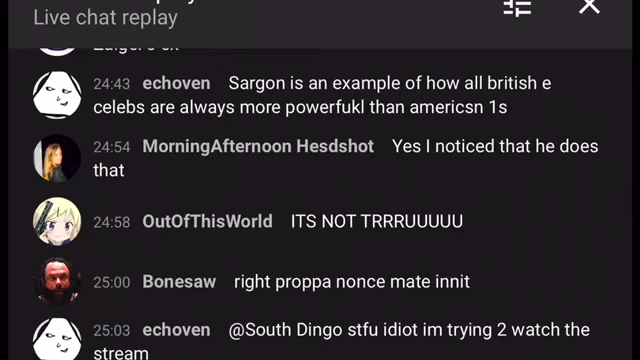 Live chat replay
24:43 echoven Sargon is an example of how all british e
celebs are always more powerfukl than americsn 1s
24:54 MorningAfternoon Hesdshot Yes I noticed that he does
that
24:58 OutOfThisWorld ITS NOT TRRRUUUUU
25:00 Bonesaw right proppa nonce mate innit
25:03 echoven @South Dingo stfu idiot im trying 2 watch the
stream